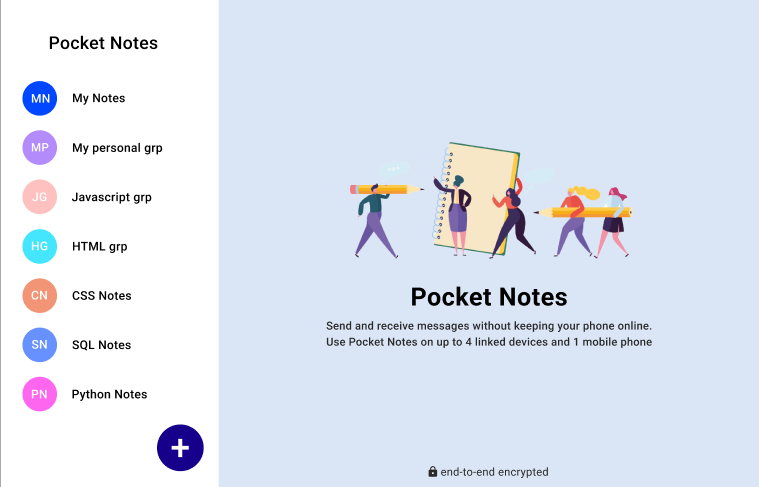 Pocket Notes
MN My Notes
MP My personal grp
JG Javascript grp
HG HTML grp
CN CSS Notes
SN SQL Notes
PN Python Notes
Pocket Notes
Send and receive messages without keeping your phone online.
Use Pocket Notes on up to 4 linked devices and 1 mobile phone
end-to-end encrypted